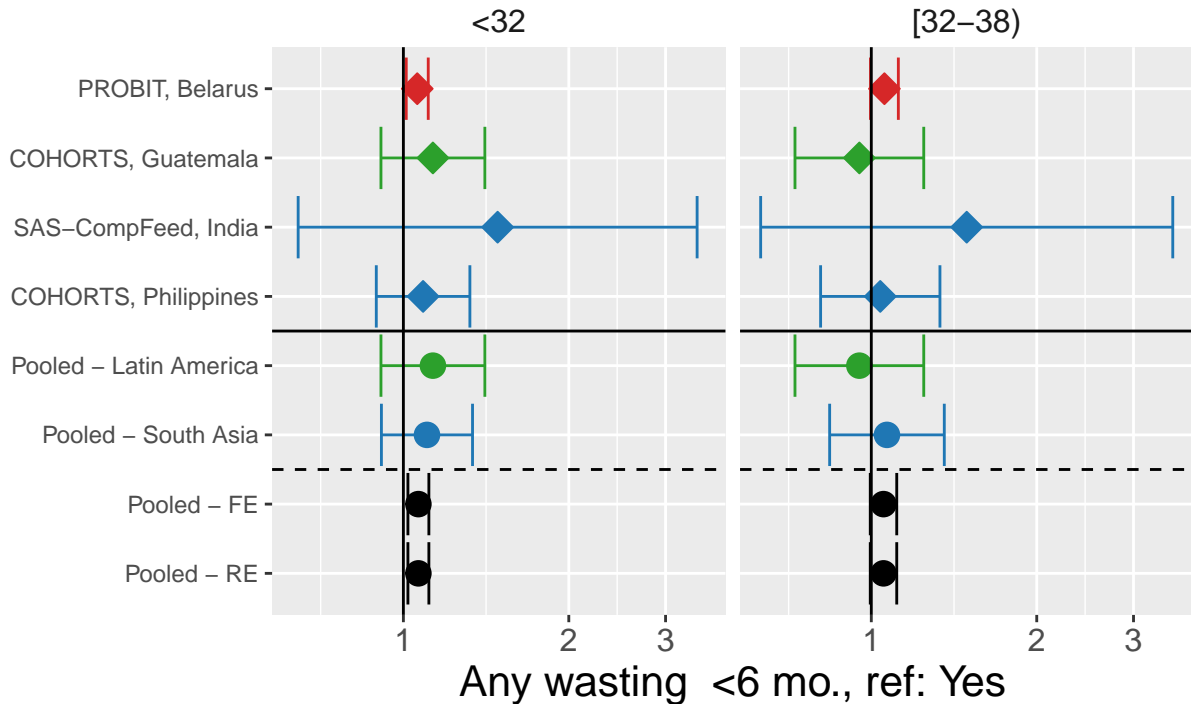 <32 [32−38)
PROBIT, Belarus
COHORTS, Guatemala
SAS−CompFeed, India
COHORTS, Philippines
Pooled − Latin America
Pooled − South Asia
Pooled − FE
Pooled − RE
1 2 3 1 2 3
Any wasting <6 mo., ref: Yes